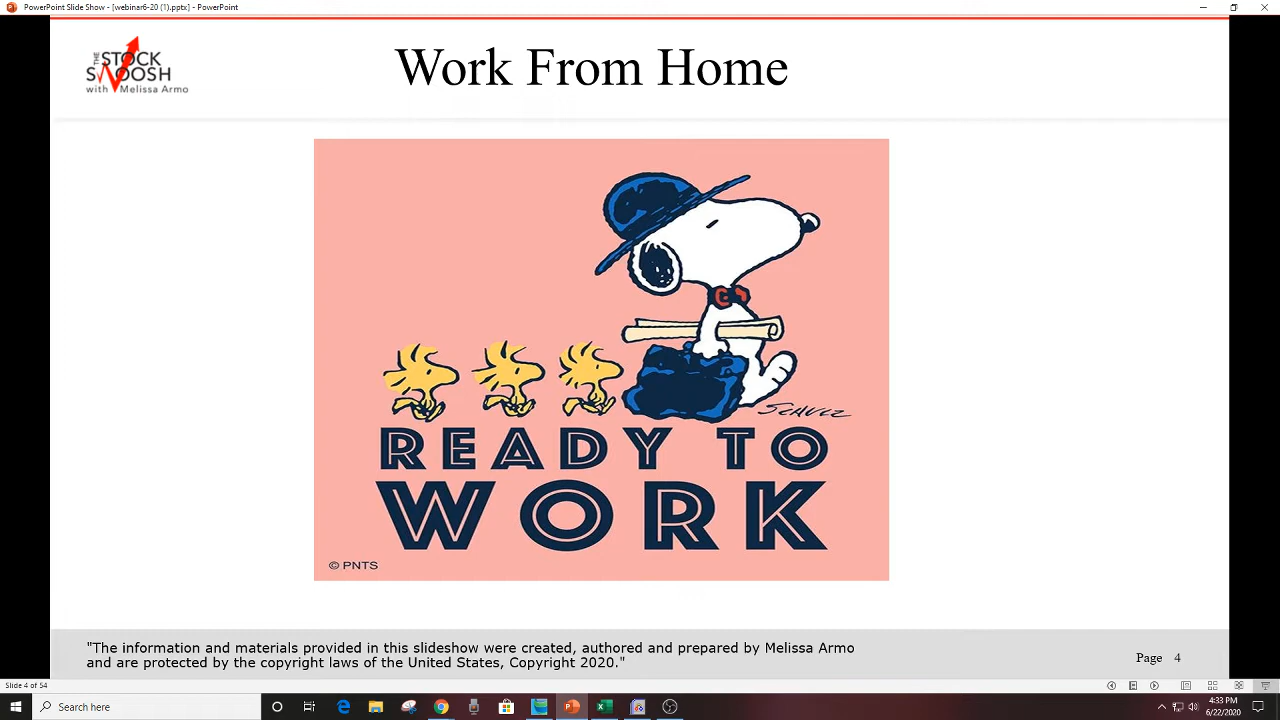 PowerPoint Slide Show - [webinar6-20 (1).pptx] - PowerPoint
THE
STOCK
SWOOSH
with Melissa Armo
Work From Home
SCHULZ
READY TO
WORK
© PNTS
"The information and materials provided in this slideshow were created, authored and prepared by Melissa Armo
and are protected by the copyright laws of the United States, Copyright 2020."
Page 4
Slide 4 of 54
Search here
4:33 PM
6/22/2020